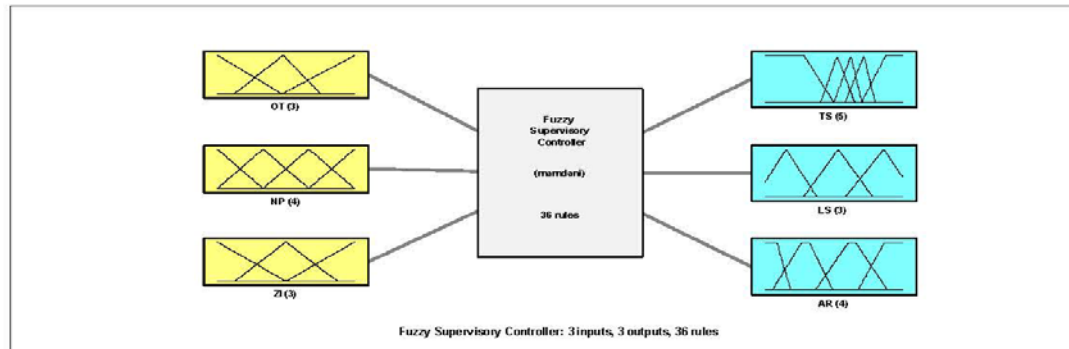 OT (3)
NP (4)
ZI (3)
Fuzzy
Supervisory
Controller
(mamdani)
36 rules
TS (5)
LS (3)
AR (4)
Fuzzy Supervisory Controller: 3 inputs, 3 outputs, 36 rules